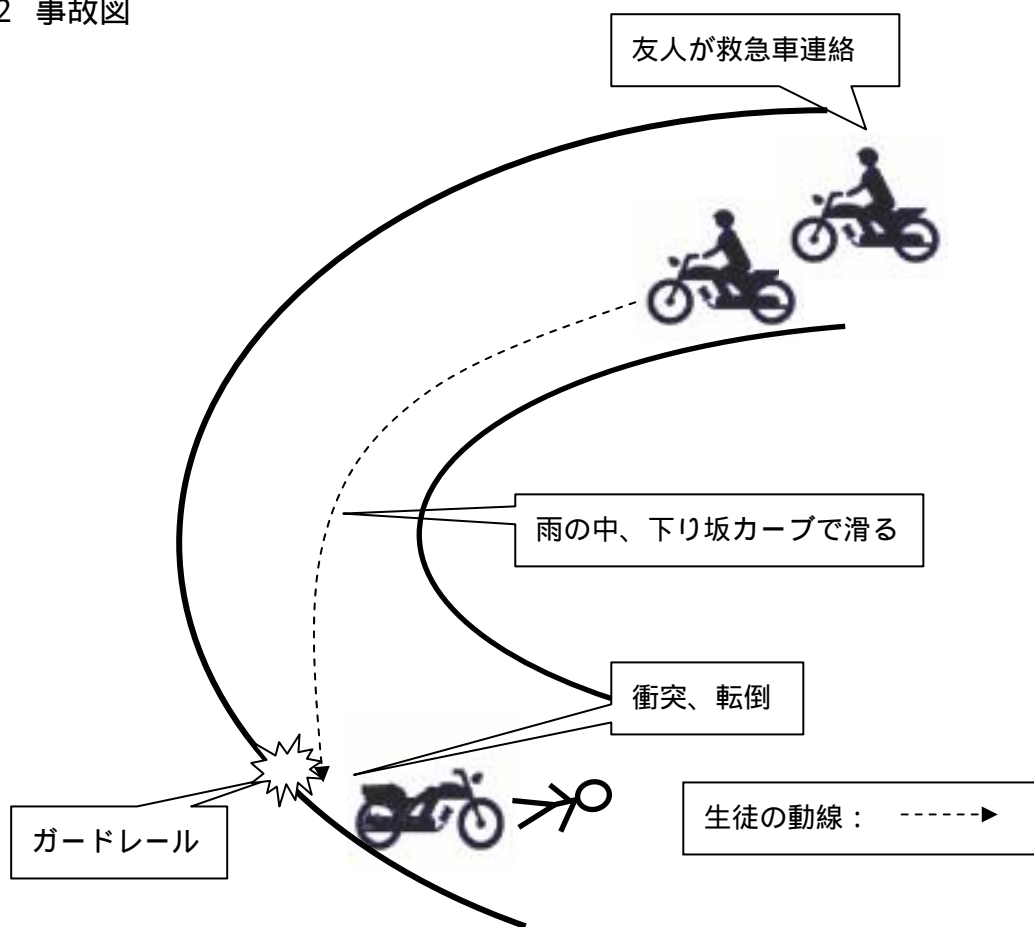 2 事故図
友人が救急車連絡
雨の中、下り坂カーブで滑る
衝突、転倒
ガードレール
生徒の動線：